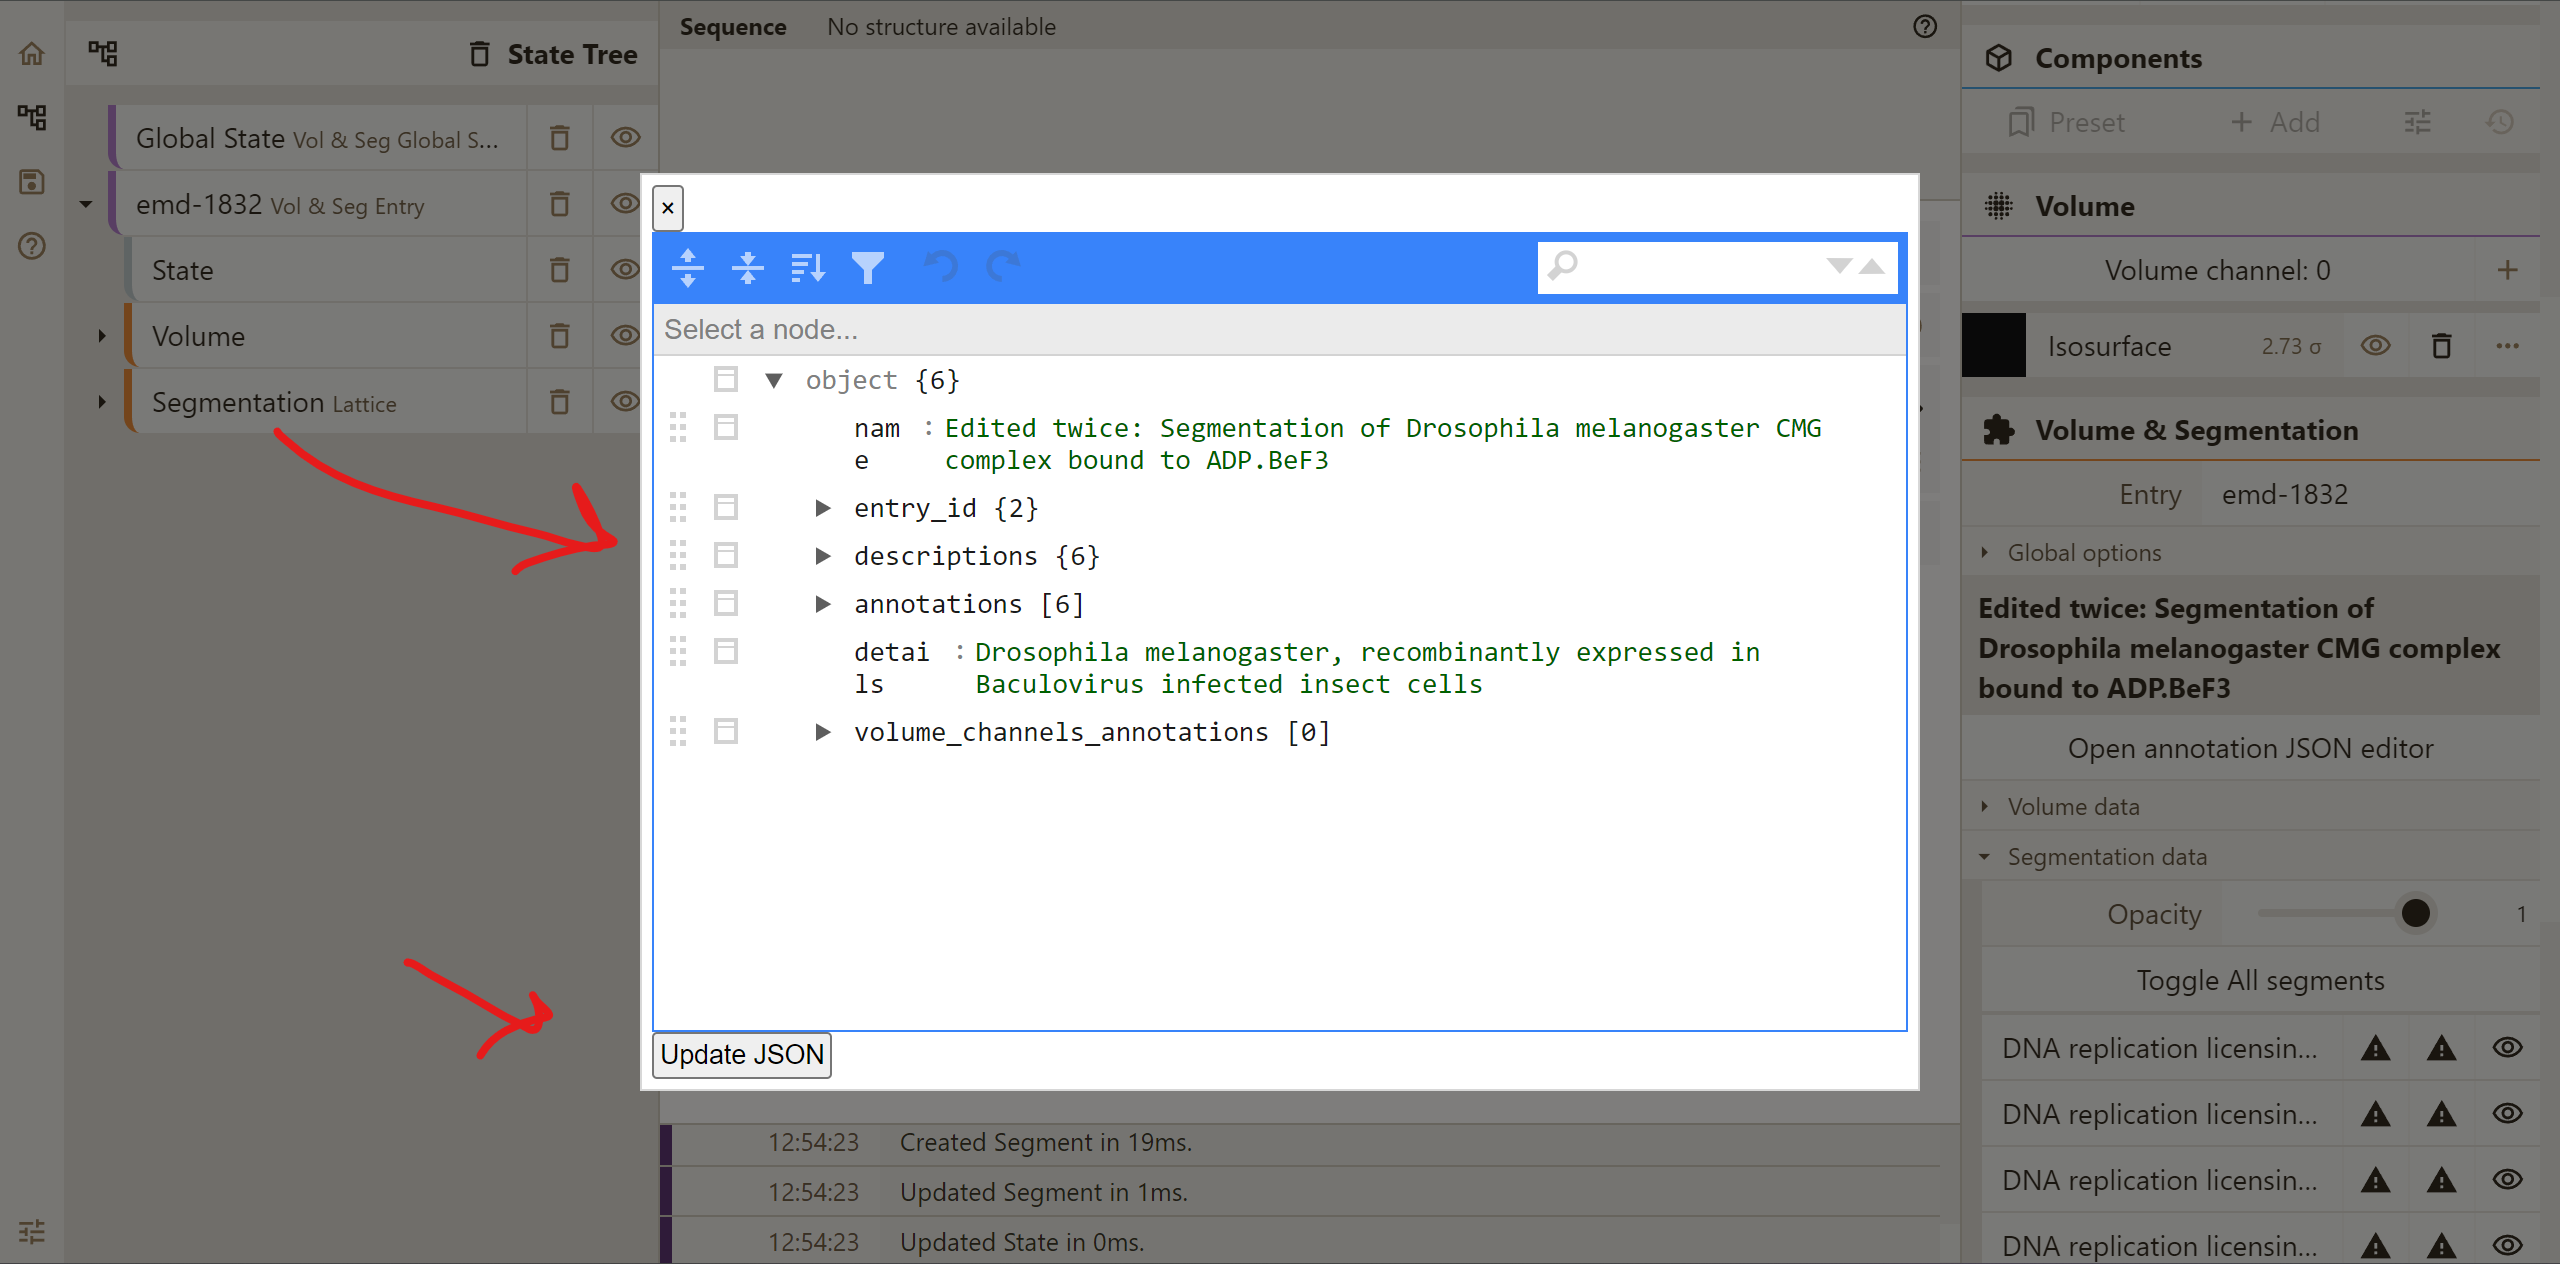 State Tree
Global State Vol & Seg Global S...
emd-1832 Vol & Seg Entry
State
Volume
Segmentation Lattice
Sequence No structure available
×
Select a node...
object {6}
nam : Edited twice: Segmentation of Drosophila melanogaster CMG
e complex bound to ADP.BeF3
entry_id {2}
descriptions {6}
annotations [6]
detai : Drosophila melanogaster, recombinantly expressed in
ls Baculovirus infected insect cells
volume_channels_annotations [0]
Update JSON
12:54:23 Created Segment in 19ms.
12:54:23 Updated Segment in 1ms.
12:54:23 Updated State in 0ms.
Components
Preset + Add
Volume
Volume channel: 0 +
Isosurface 2.73 σ ...
Volume & Segmentation
Entry emd-1832
Global options
Edited twice: Segmentation of
Drosophila melanogaster CMG complex
bound to ADP.BeF3
Open annotation JSON editor
Volume data
Segmentation data
Opacity 1
Toggle All segments
DNA replication licensin...
DNA replication licensin...
DNA replication licensin...
DNA replication licensin...